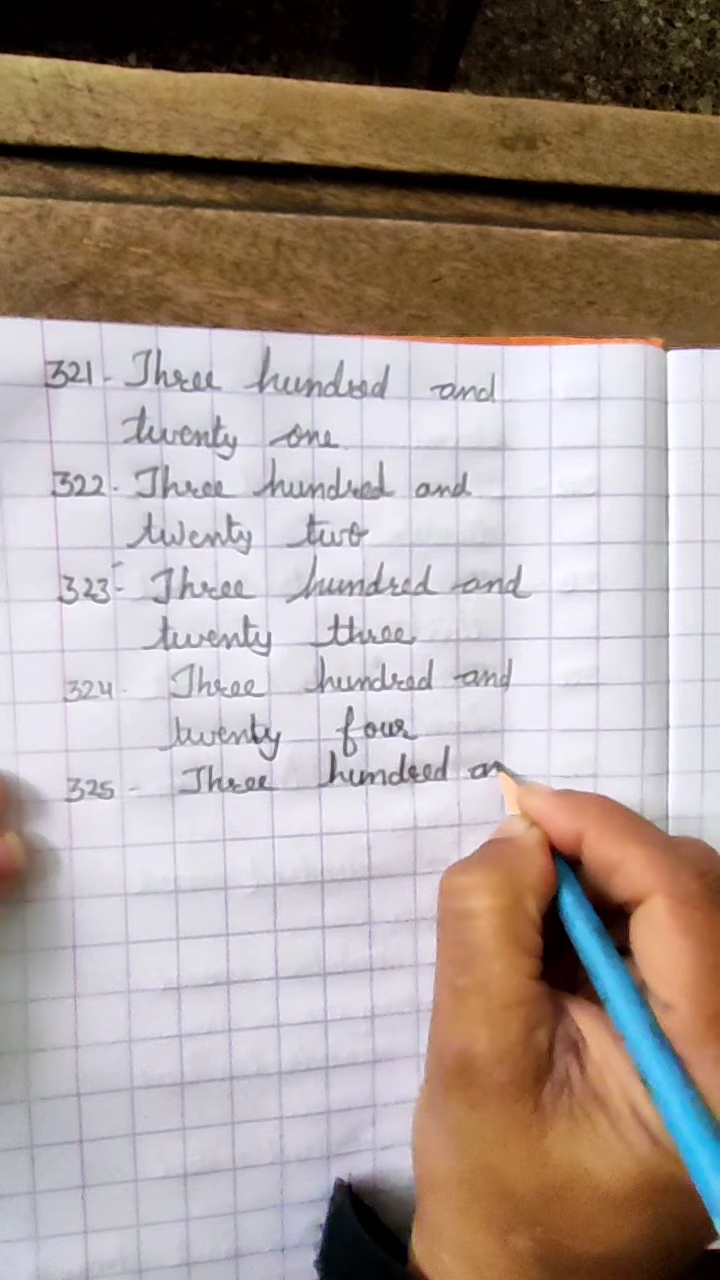 321- Three hundred and
twenty one
322- Three hundred and
twenty two
323- Three hundred and
twenty three
324- Three hundred and
twenty four
325- Three hundred an